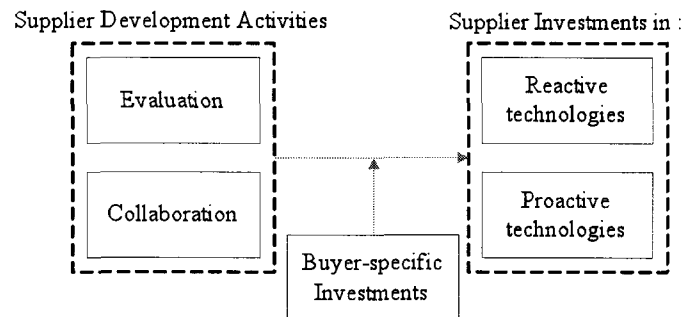 Supplier Development Activities
Supplier Investments in :
Evaluation
Reactive
technologies
Collaboration
Proactive
technologies
Buyer-specific
Investments